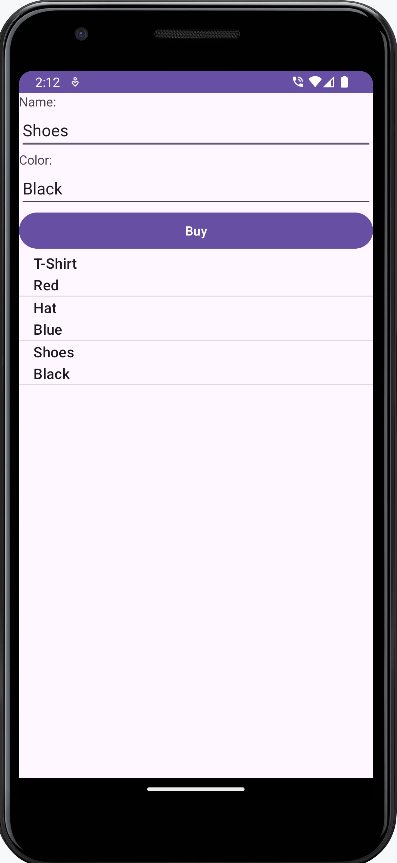 2:12
Name:
Shoes
Color:
Black
Buy
T-Shirt
Red
Hat
Blue
Shoes
Black